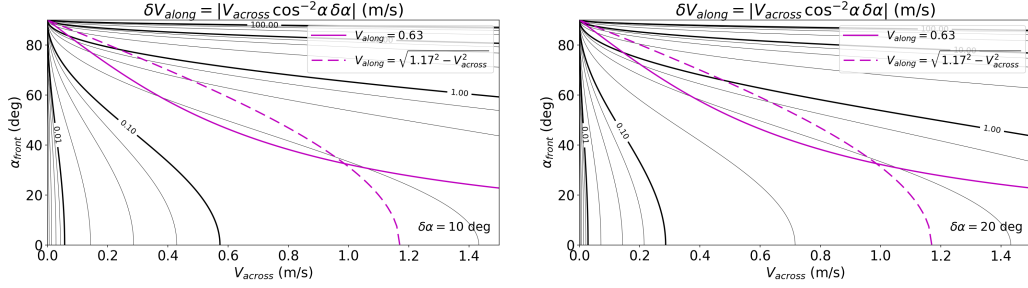 δV_along = |V_across cos⁻²α δα| (m/s)
100.00
V_along = 0.63
V_along = √(1.17² − V²_across)
1.00
0.10
0.01
δα = 10 deg
α_front (deg)
80
60
40
20
0
0.0 0.2 0.4 0.6 0.8 1.0 1.2 1.4
V_across (m/s)
δV_along = |V_across cos⁻²α δα| (m/s)
V_along = 0.63
V_along = √(1.17² − V²_across)
1.00
0.10
0.01
δα = 20 deg
α_front (deg)
80
60
40
20
0
0.0 0.2 0.4 0.6 0.8 1.0 1.2 1.4
V_across (m/s)